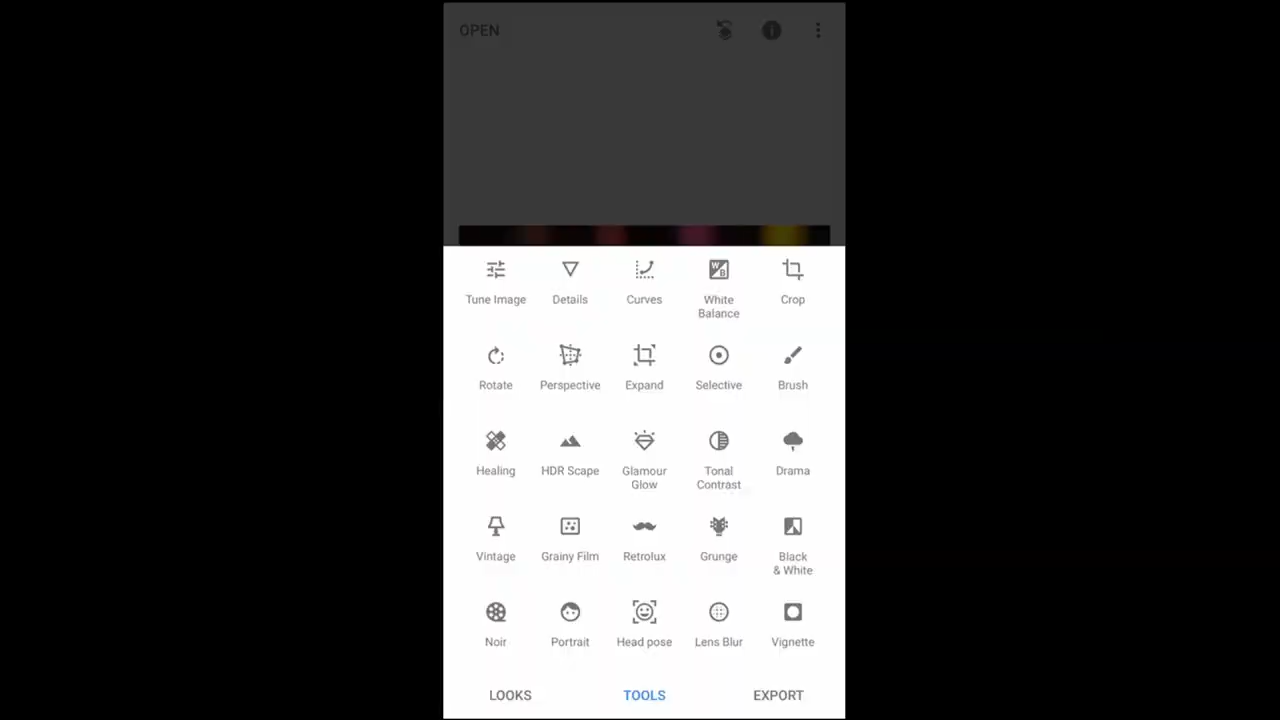 OPEN
Tune Image
Details
Curves
White
Balance
Crop
Rotate
Perspective
Expand
Selective
Brush
Healing
HDR Scape
Glamour
Glow
Tonal
Contrast
Drama
Vintage
Grainy Film
Retrolux
Grunge
Black
& White
Noir
Portrait
Head pose
Lens Blur
Vignette
LOOKS
TOOLS
EXPORT